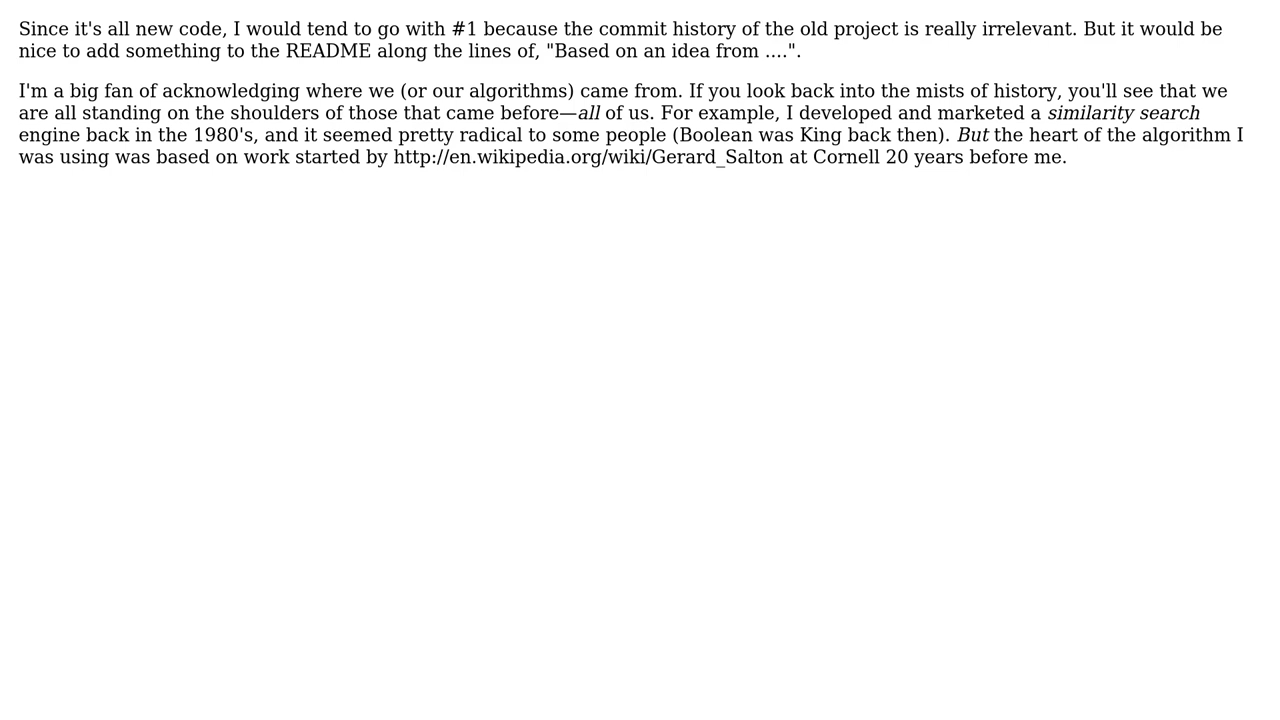 Since it's all new code, I would tend to go with #1 because the commit history of the old project is really irrelevant. But it would be
nice to add something to the README along the lines of, "Based on an idea from ....".
I'm a big fan of acknowledging where we (or our algorithms) came from. If you look back into the mists of history, you'll see that we
are all standing on the shoulders of those that came before—all of us. For example, I developed and marketed a similarity search
engine back in the 1980's, and it seemed pretty radical to some people (Boolean was King back then). But the heart of the algorithm I
was using was based on work started by http://en.wikipedia.org/wiki/Gerard_Salton at Cornell 20 years before me.